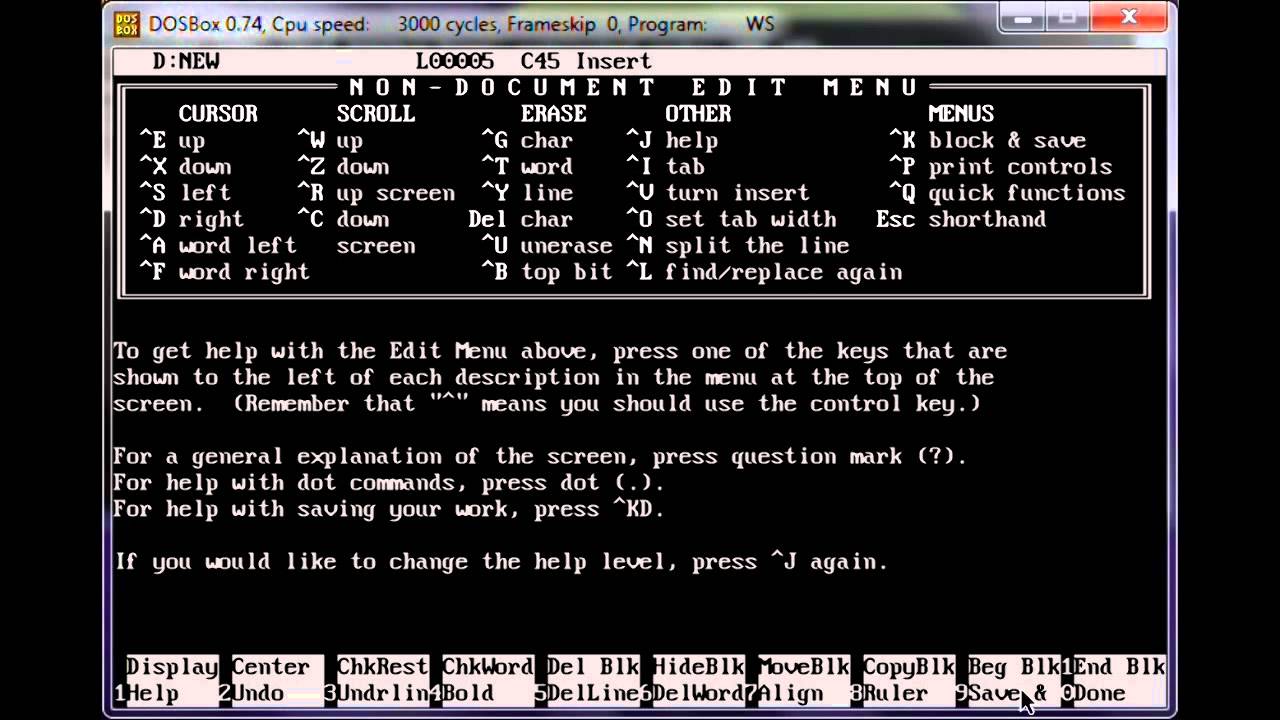 DOS BOX DOSBox 0.74, Cpu speed: 3000 cycles, Frameskip 0, Program: WS
D:NEW L00005 C45 Insert
NON-DOCUMENT EDIT MENU
CURSOR SCROLL ERASE OTHER MENUS
^E up ^W up ^G char ^J help ^K block & save
^X down ^Z down ^T word ^I tab ^P print controls
^S left ^R up screen ^Y line ^V turn insert ^Q quick functions
^D right ^C down Del char ^O set tab width Esc shorthand
^A word left screen ^U unerase ^N split the line
^F word right ^B top bit ^L find/replace again
To get help with the Edit Menu above, press one of the keys that are
shown to the left of each description in the menu at the top of the
screen. (Remember that "^" means you should use the control key.)
For a general explanation of the screen, press question mark (?).
For help with dot commands, press dot (.).
For help with saving your work, press ^KD.
If you would like to change the help level, press ^J again.
Display Center ChkRest ChkWord Del Blk HideBlk MoveBlk CopyBlk Beg Blk1End Blk
1Help 2Undo 3Undrlin4Bold 5DelLine6DelWord7Align 8Ruler 9Save & 0Done